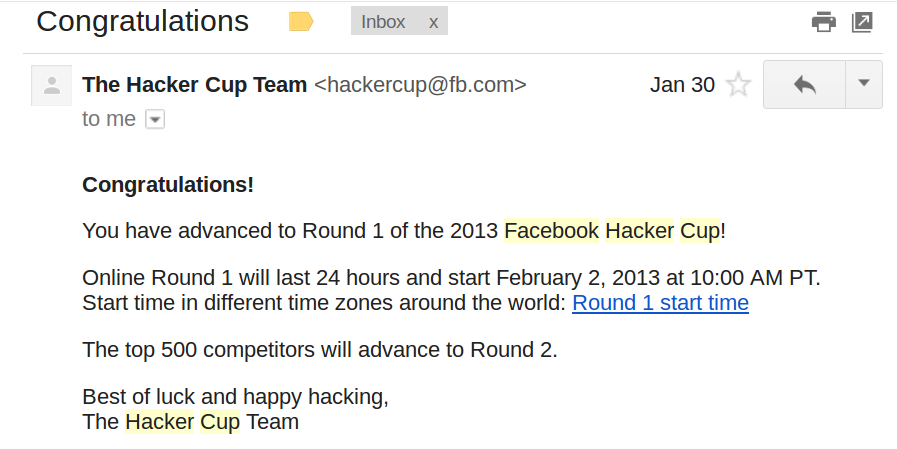 Congratulations
Inbox x
The Hacker Cup Team <hackercup@fb.com> Jan 30
to me
Congratulations!
You have advanced to Round 1 of the 2013 Facebook Hacker Cup!
Online Round 1 will last 24 hours and start February 2, 2013 at 10:00 AM PT.
Start time in different time zones around the world: Round 1 start time
The top 500 competitors will advance to Round 2.
Best of luck and happy hacking,
The Hacker Cup Team